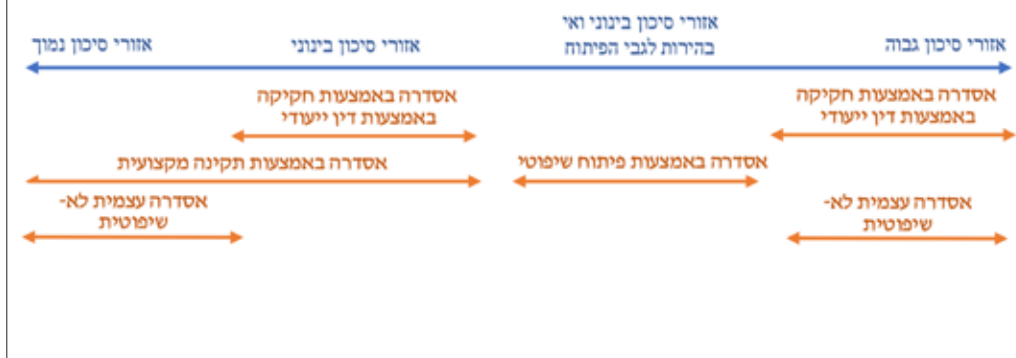 אזורי סיכון גבוה
אזורי סיכון בינוני ואי
בהירות לגבי הפיתוח
אזורי סיכון בינוני
אזורי סיכון נמוך
אסדרה באמצעות חקיקה
באמצעות דין ייעודי
אסדרה באמצעות חקיקה
באמצעות דין ייעודי
אסדרה באמצעות פיתוח שיפוטי
אסדרה באמצעות תקינה מקצועית
אסדרה עצמית לא-
שיפוטית
אסדרה עצמית לא-
שיפוטית